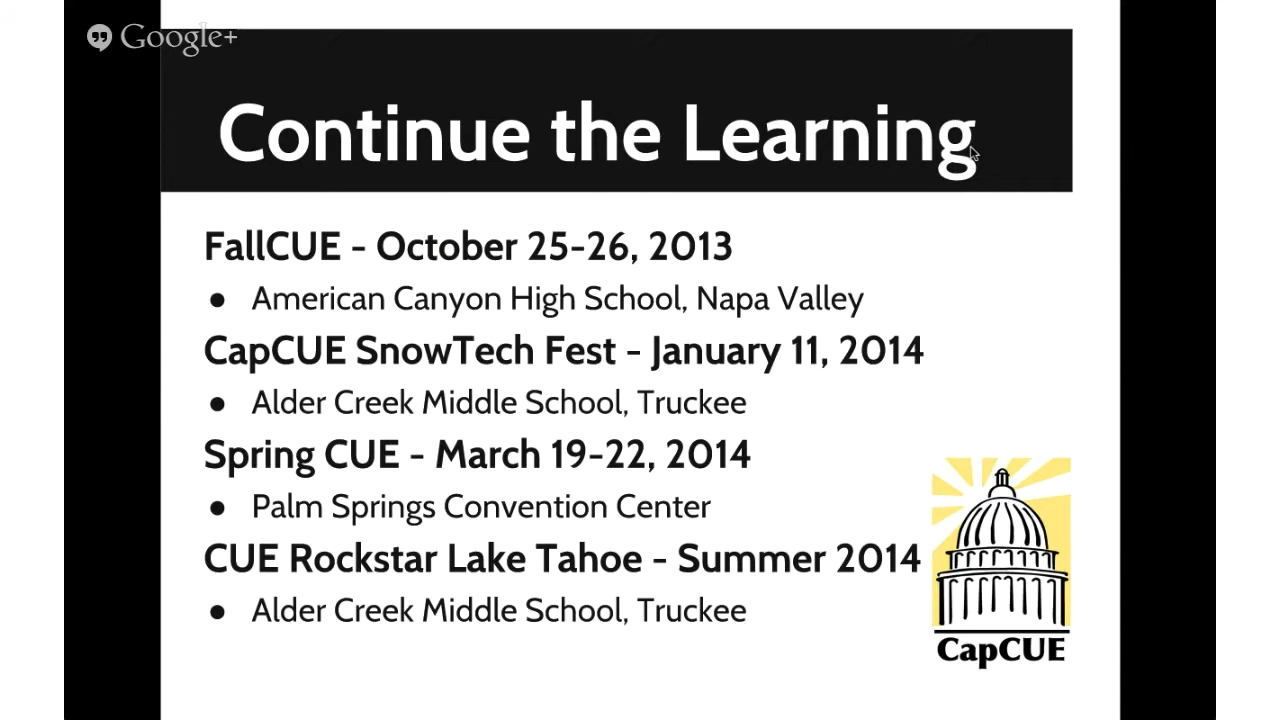 Google+
Continue the Learning
FallCUE - October 25-26, 2013
● American Canyon High School, Napa Valley
CapCUE SnowTech Fest - January 11, 2014
● Alder Creek Middle School, Truckee
Spring CUE - March 19-22, 2014
● Palm Springs Convention Center
CUE Rockstar Lake Tahoe - Summer 2014
● Alder Creek Middle School, Truckee
CapCUE